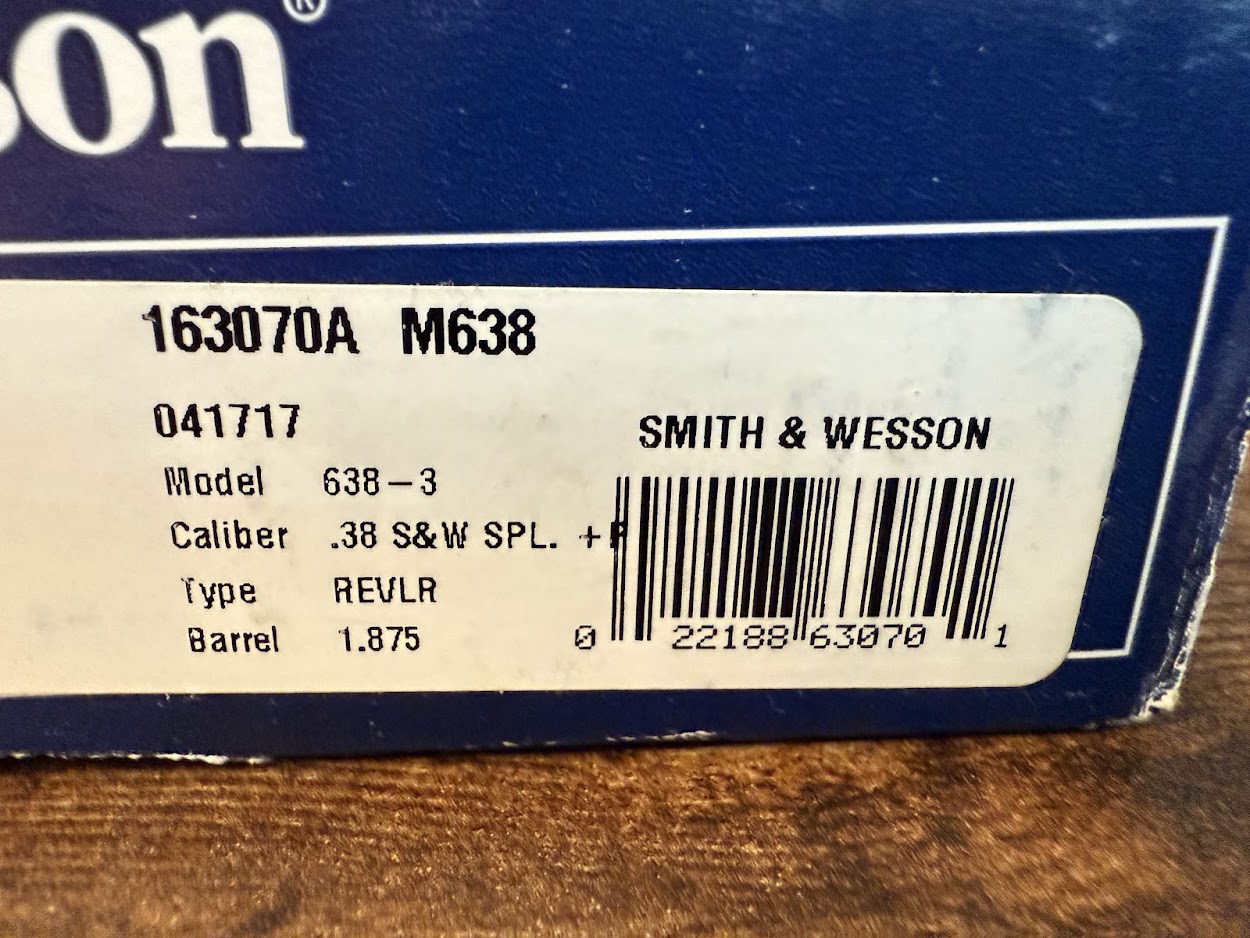 son®
163070A M638
041717
SMITH & WESSON
Model 638-3
Caliber .38 S&W SPL. +P
Type REVLR
Barrel 1.875
0 22188 63070 1